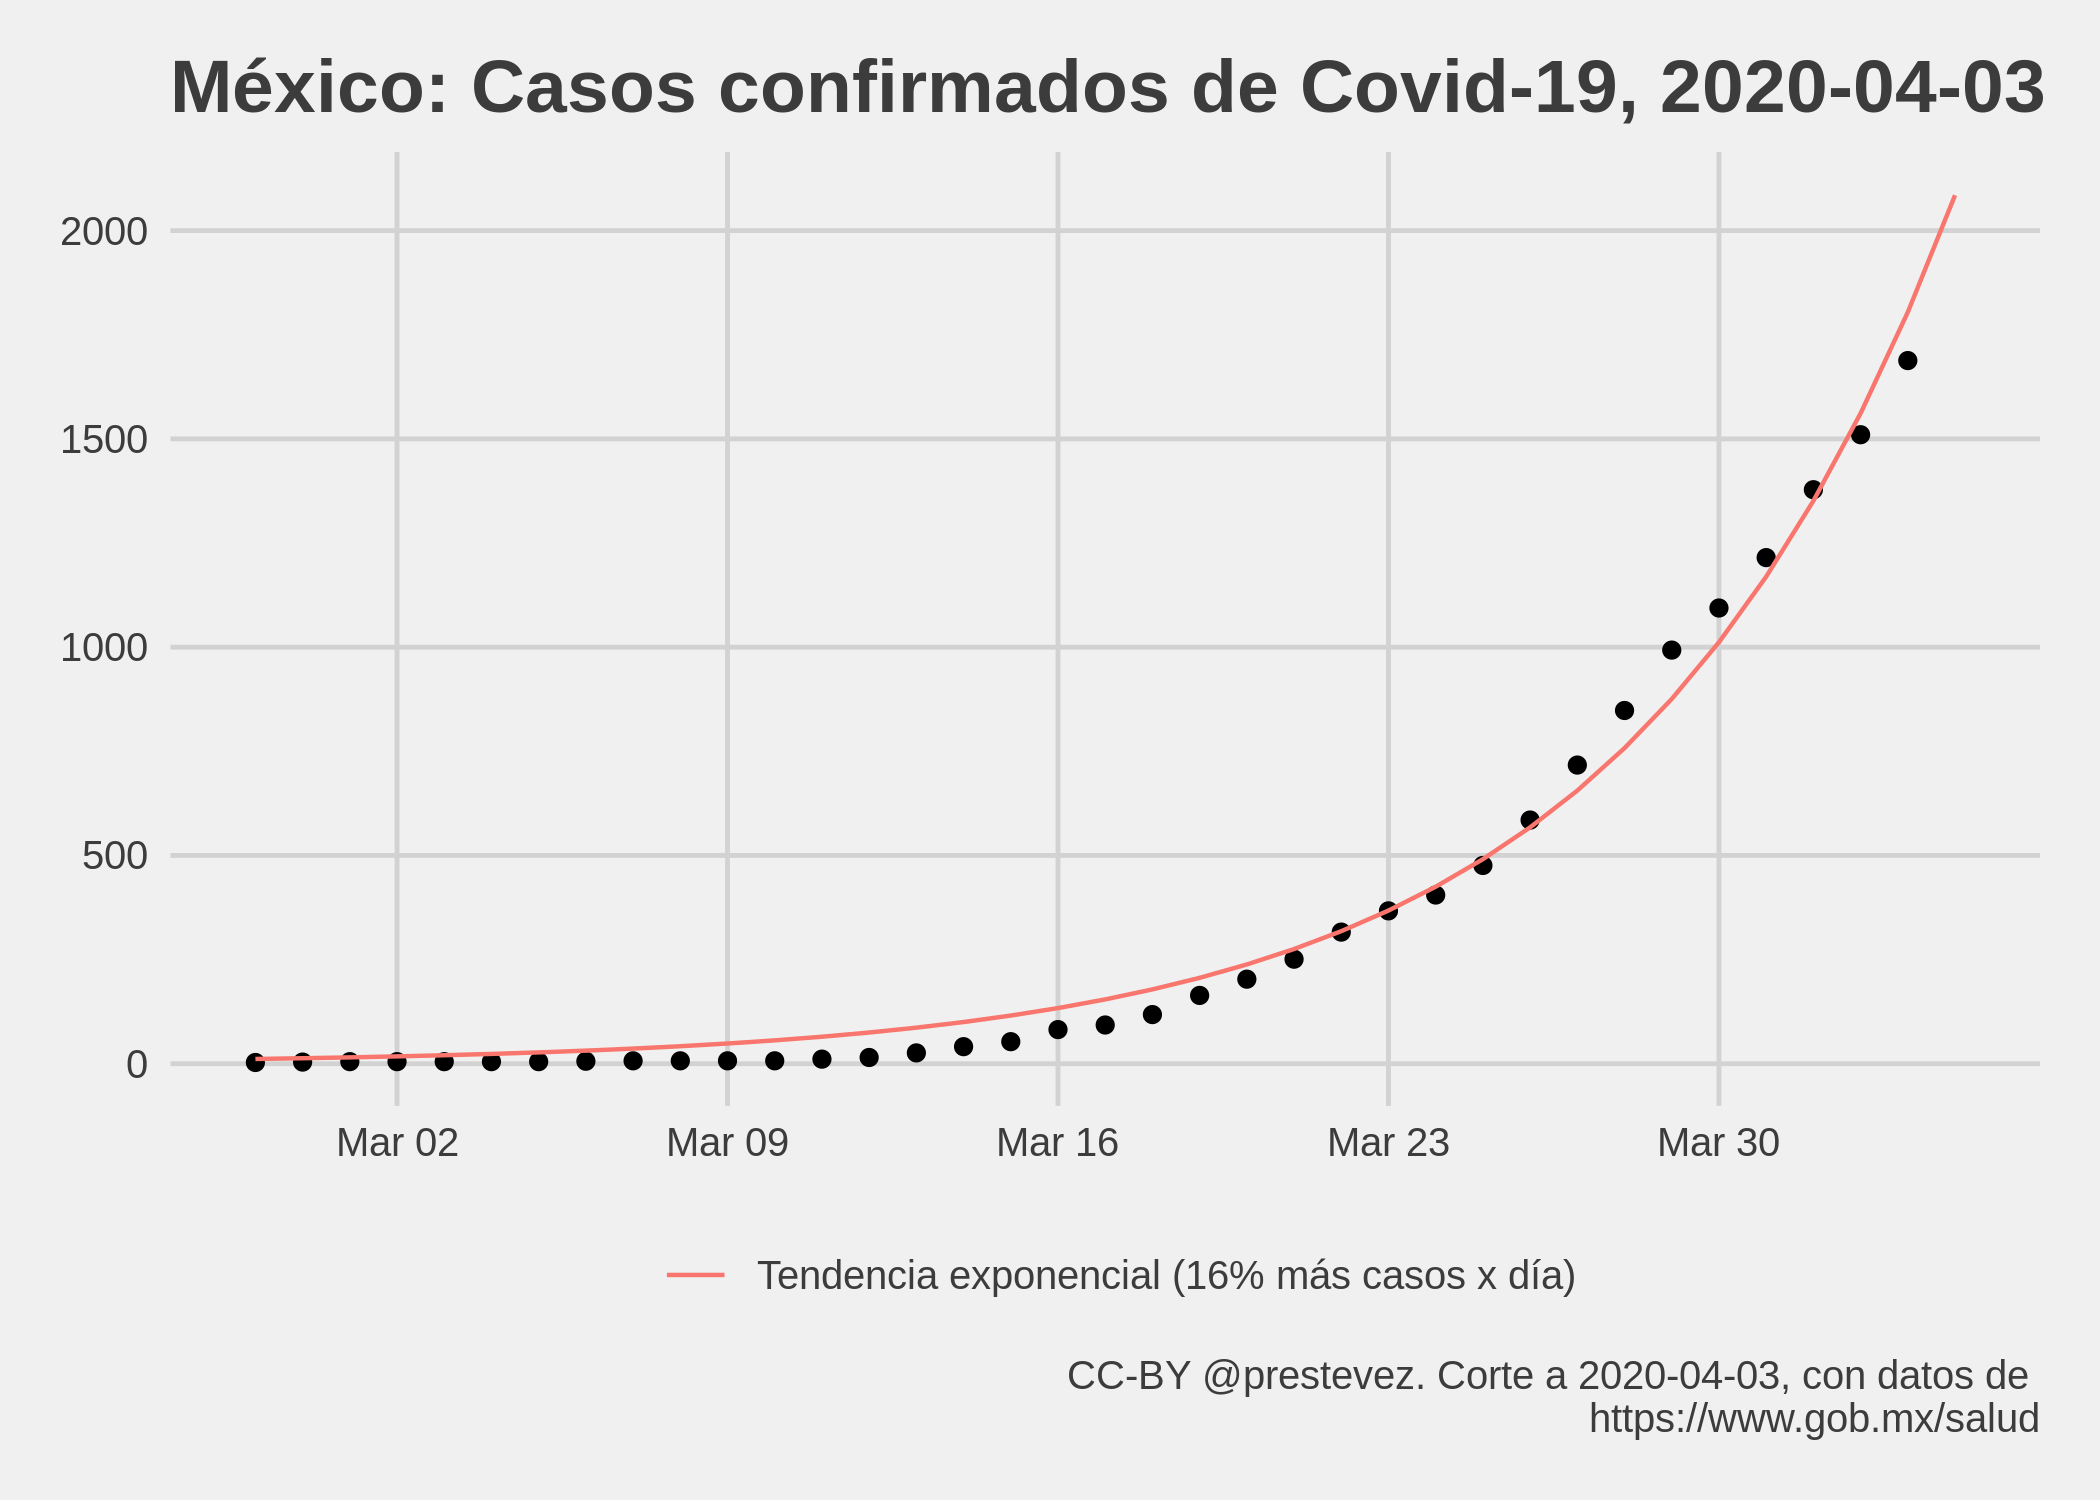 México: Casos confirmados de Covid-19, 2020-04-03
2000
1500
1000
500
0
Mar 02
Mar 09
Mar 16
Mar 23
Mar 30
Tendencia exponencial (16% más casos x día)
CC-BY @prestevez. Corte a 2020-04-03, con datos de
https://www.gob.mx/salud